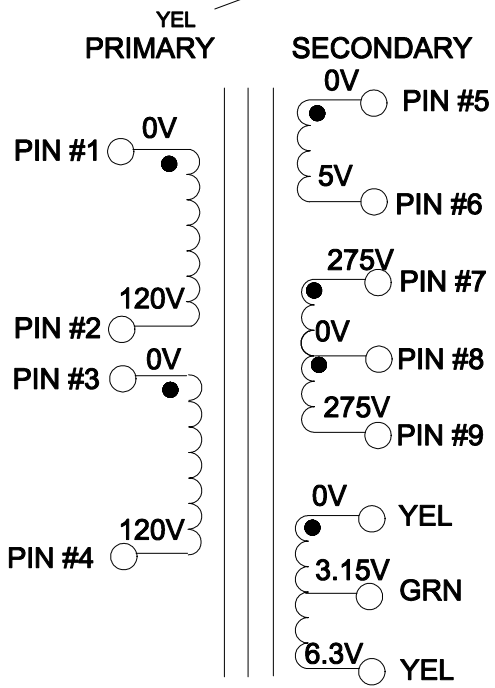 YEL
PRIMARY
SECONDARY
0V
PIN #1
120V
PIN #2
0V
PIN #3
120V
PIN #4
0V
PIN #5
5V
PIN #6
275V
PIN #7
0V
PIN #8
275V
PIN #9
0V
YEL
3.15V
GRN
6.3V
YEL